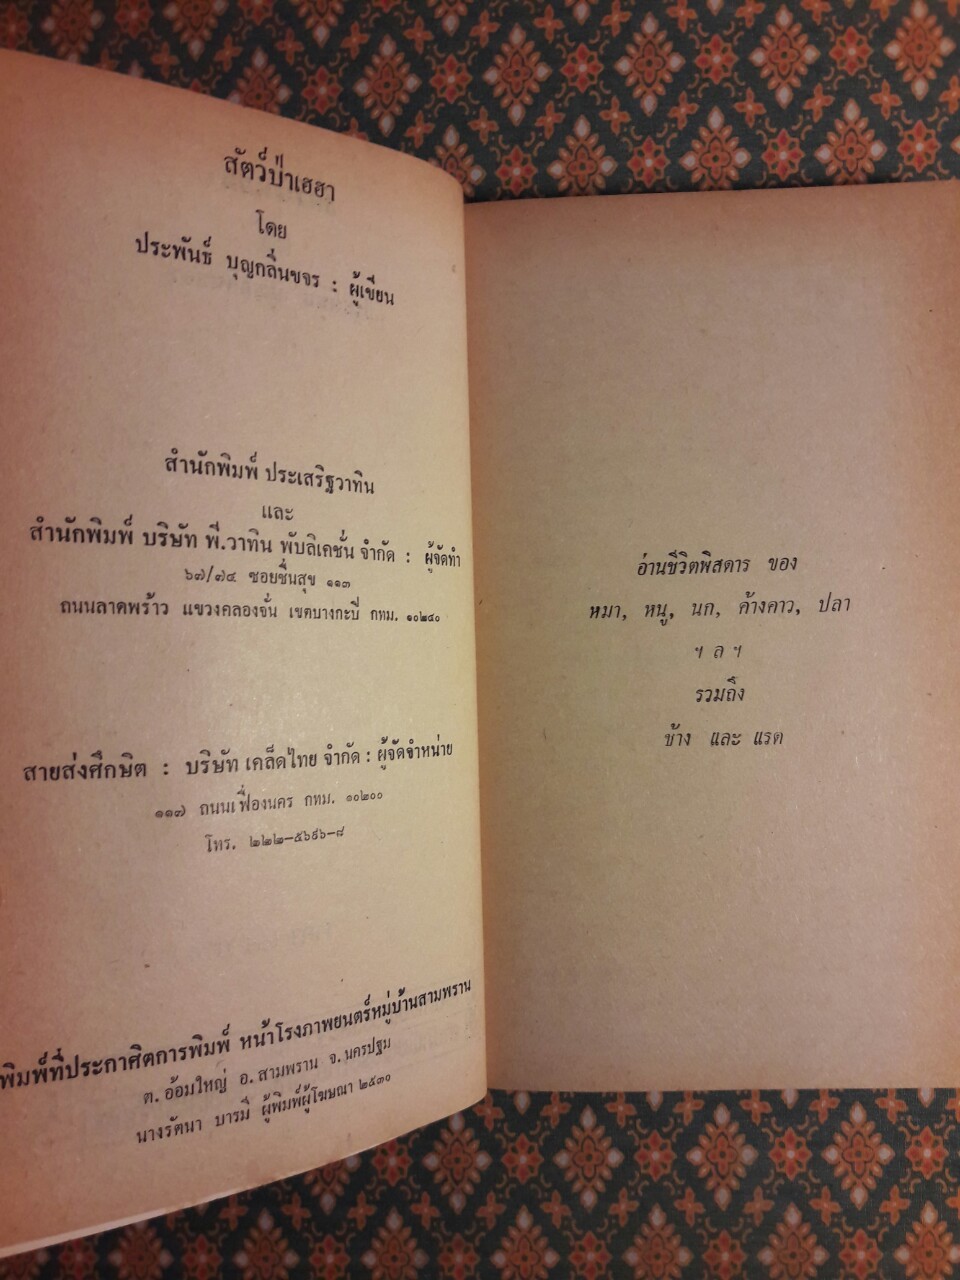 สัตว์ป่าเฮฮา
โดย
ประพันธ์ บุญกลิ่นขจร : ผู้เขียน
สำนักพิมพ์ ประเสริฐวาทิน
และ
สำนักพิมพ์ บริษัท พี.วาทิน พับลิเคชั่น จำกัด : ผู้จัดทำ
๖๗/๗๔ ซอยชื่นสุข ๑๑๓
ถนนลาดพร้าว แขวงคลองจั่น เขตบางกะปิ กทม. ๑๐๒๔๐
สายส่งศึกษิต : บริษัท เคล็ดไทย จำกัด : ผู้จัดจำหน่าย
๑๑๗ ถนนเฟื่องนคร กทม. ๑๐๒๐๐
โทร. ๒๒๒–๕๖๙๖–๘
พิมพ์ที่ประกาศิตการพิมพ์ หน้าโรงภาพยนตร์หมู่บ้านสามพราน
ต. อ้อมใหญ่ อ. สามพราน จ. นครปฐม
นางรัตนา บารมี ผู้พิมพ์ผู้โฆษณา ๒๕๓๐
อ่านชีวิตพิสดาร ของ
หมา, หนู, นก, ค้างคาว, ปลา
ฯ ล ฯ
รวมถึง
ช้าง และ แรด